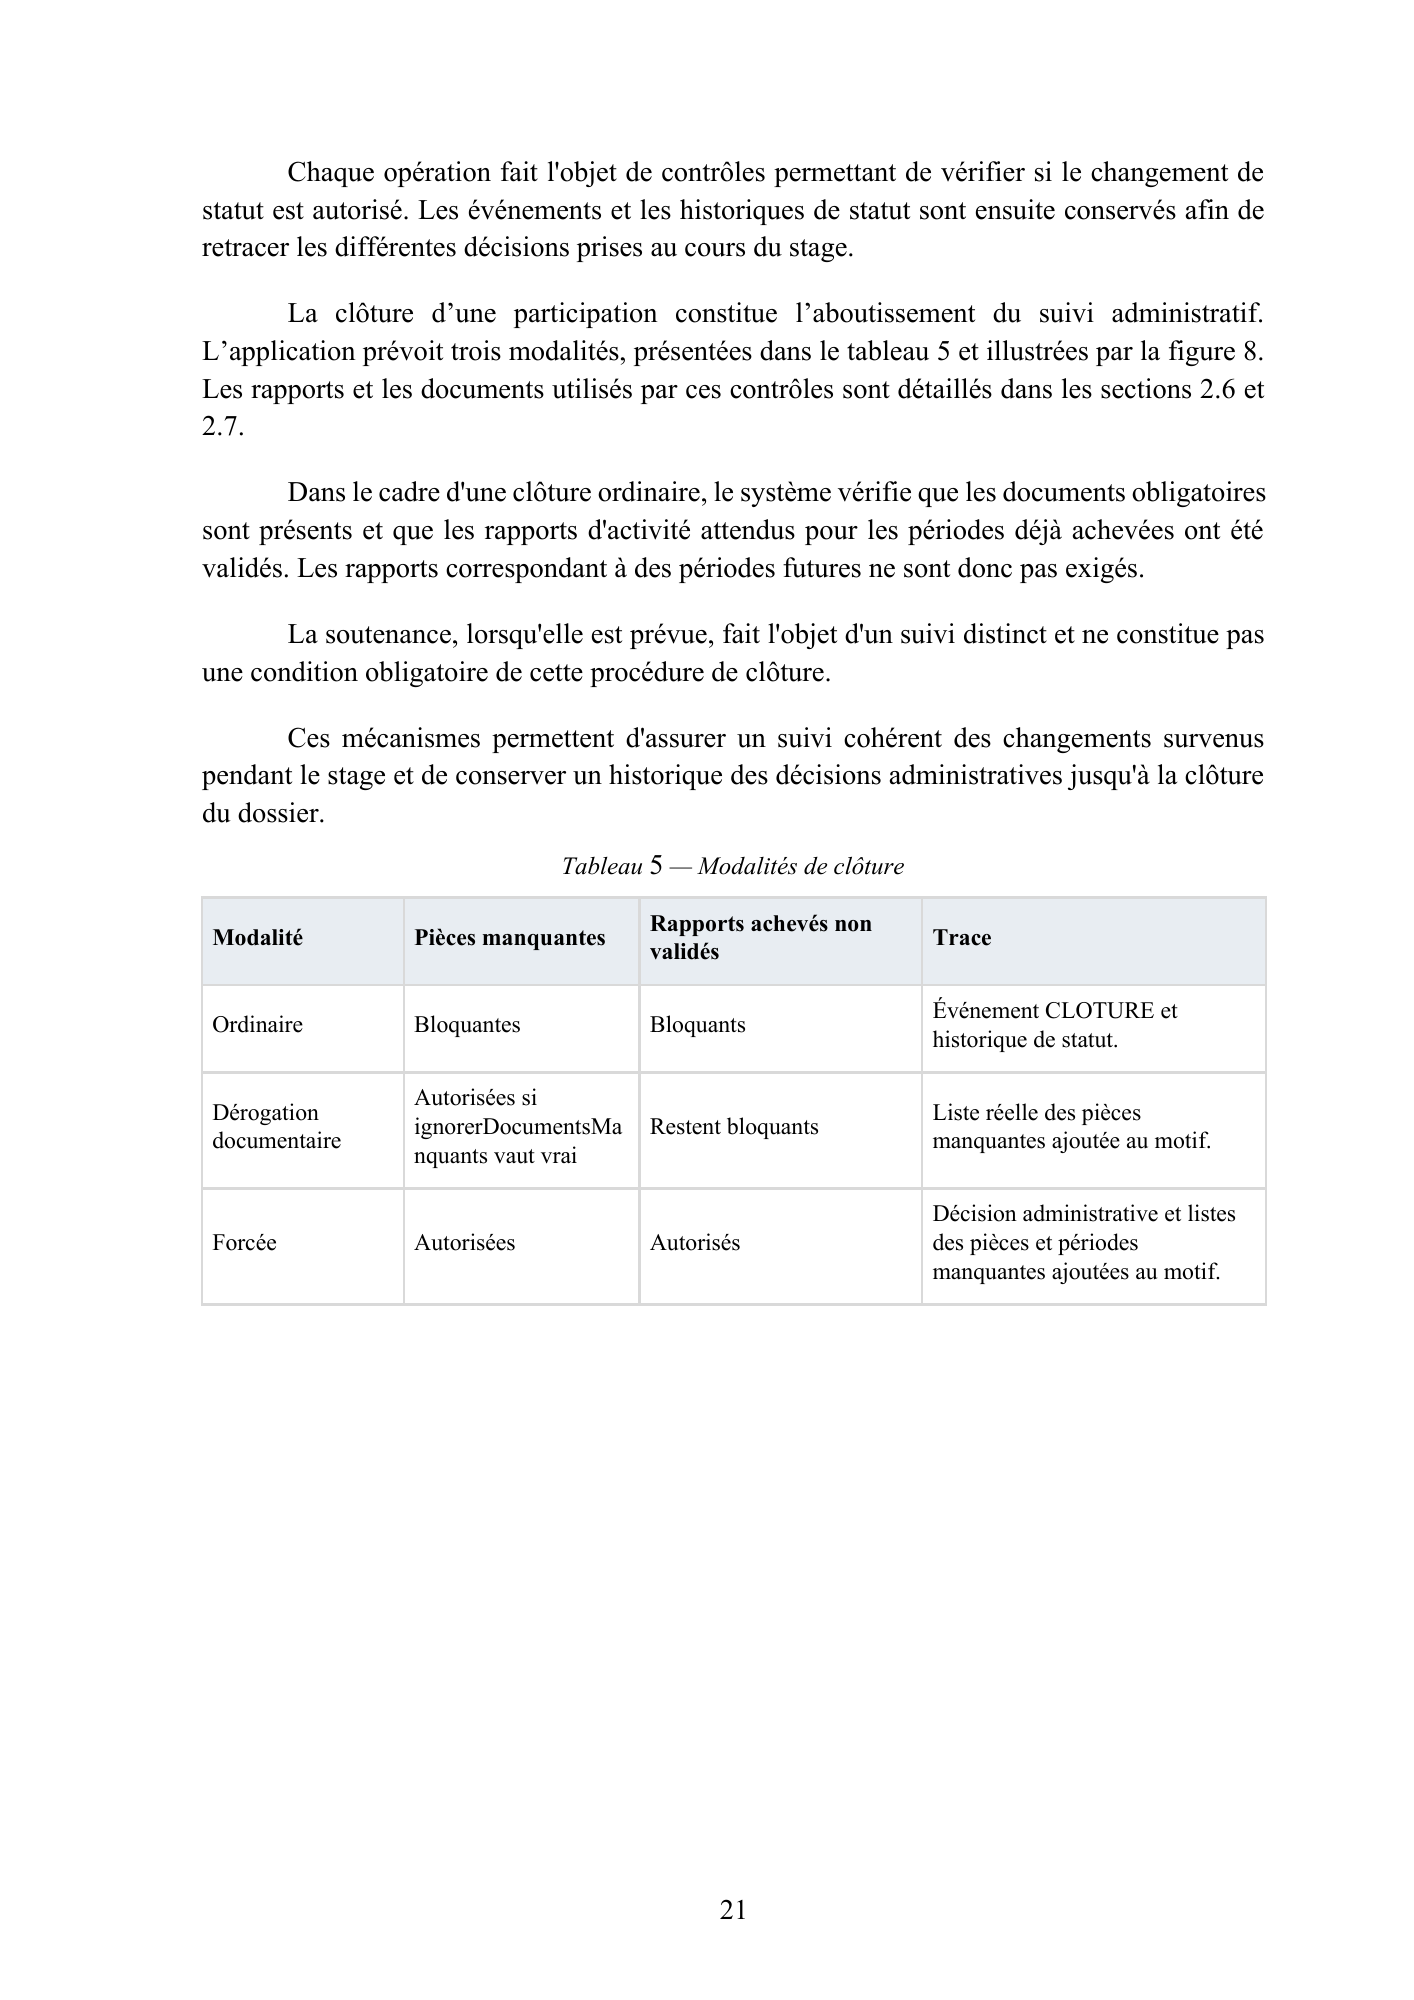 Chaque opération fait l'objet de contrôles permettant de vérifier si le changement de
statut est autorisé. Les événements et les historiques de statut sont ensuite conservés afin de
retracer les différentes décisions prises au cours du stage.
La clôture d’une participation constitue l’aboutissement du suivi administratif.
L’application prévoit trois modalités, présentées dans le tableau 5 et illustrées par la figure 8.
Les rapports et les documents utilisés par ces contrôles sont détaillés dans les sections 2.6 et
2.7.
Dans le cadre d'une clôture ordinaire, le système vérifie que les documents obligatoires
sont présents et que les rapports d'activité attendus pour les périodes déjà achevées ont été
validés. Les rapports correspondant à des périodes futures ne sont donc pas exigés.
La soutenance, lorsqu'elle est prévue, fait l'objet d'un suivi distinct et ne constitue pas
une condition obligatoire de cette procédure de clôture.
Ces mécanismes permettent d'assurer un suivi cohérent des changements survenus
pendant le stage et de conserver un historique des décisions administratives jusqu'à la clôture
du dossier.
Tableau 5 — Modalités de clôture
Modalité
Pièces manquantes
Rapports achevés non
validés
Trace
Ordinaire
Bloquantes
Bloquants
Événement CLOTURE et
historique de statut.
Dérogation
documentaire
Autorisées si
ignorerDocumentsMa
nquants vaut vrai
Restent bloquants
Liste réelle des pièces
manquantes ajoutée au motif.
Forcée
Autorisées
Autorisés
Décision administrative et listes
des pièces et périodes
manquantes ajoutées au motif.
21